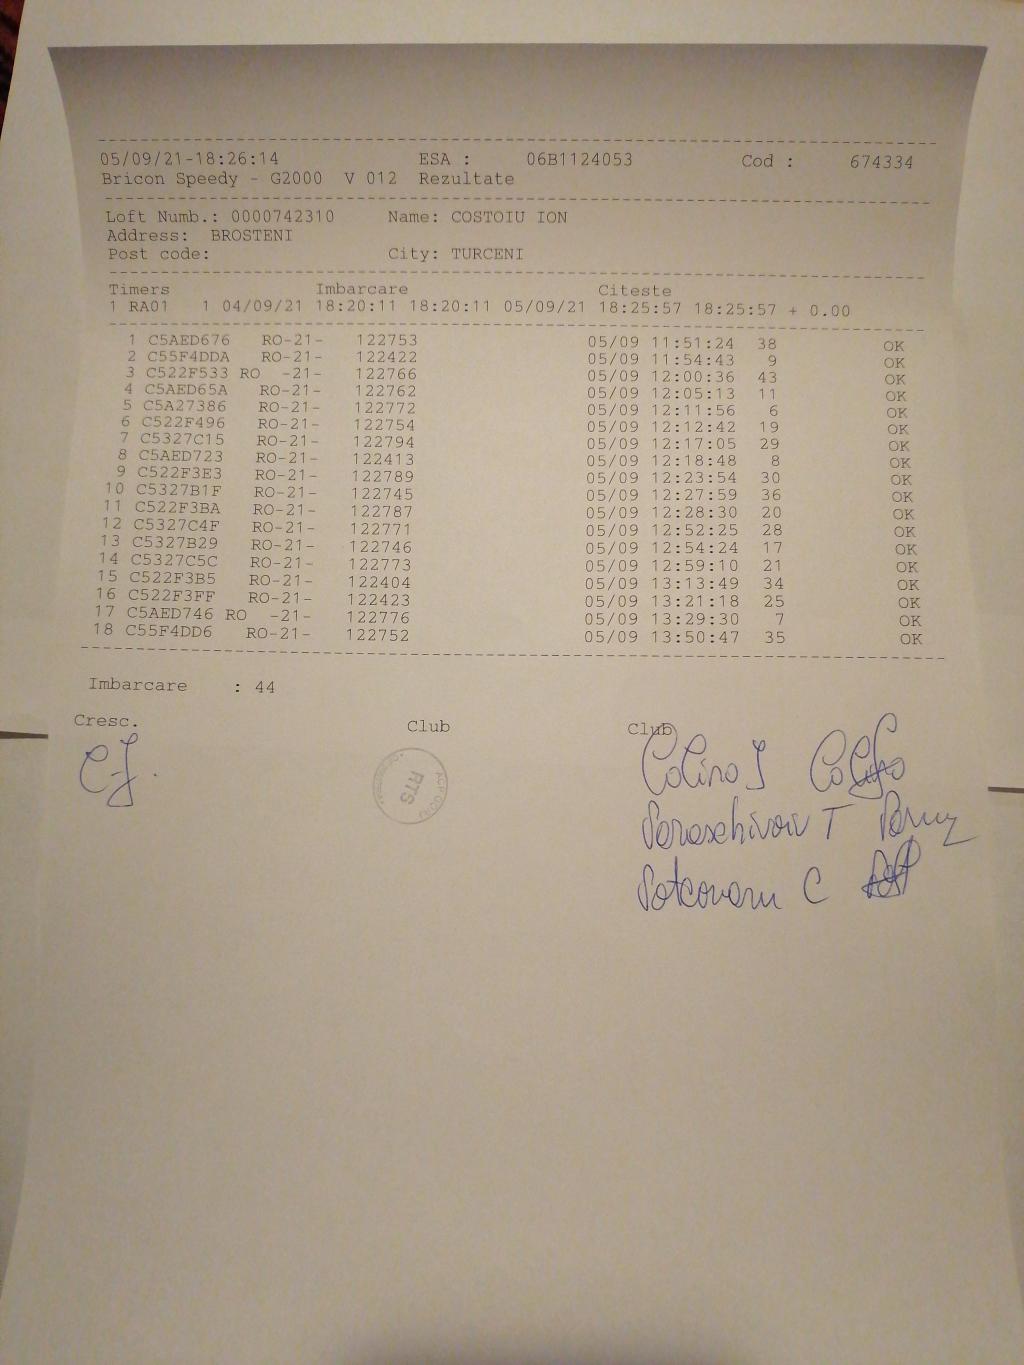 05/09/21-18:26:14 ESA : 06B1124053 Cod : 674334
Bricon Speedy - G2000 V 012 Rezultate
Loft Numb.: 0000742310 Name: COSTOIU ION
Address: BROSTENI
Post code: City: TURCENI
Timers Imbarcare Citeste
1 RA01 1 04/09/21 18:20:11 18:20:11 05/09/21 18:25:57 18:25:57 + 0.00
1 C5AED676 RO-21- 122753 05/09 11:51:24 38 OK
2 C55F4DDA RO-21- 122422 05/09 11:54:43 9 OK
3 C522F533 RO -21- 122766 05/09 12:00:36 43 OK
4 C5AED65A RO-21- 122762 05/09 12:05:13 11 OK
5 C5A27386 RO-21- 122772 05/09 12:11:56 6 OK
6 C522F496 RO-21- 122754 05/09 12:12:42 19 OK
7 C5327C15 RO-21- 122794 05/09 12:17:05 29 OK
8 C5AED723 RO-21- 122413 05/09 12:18:48 8 OK
9 C522F3E3 RO-21- 122789 05/09 12:23:54 30 OK
10 C5327B1F RO-21- 122745 05/09 12:27:59 36 OK
11 C522F3BA RO-21- 122787 05/09 12:28:30 20 OK
12 C5327C4F RO-21- 122771 05/09 12:52:25 28 OK
13 C5327B29 RO-21- 122746 05/09 12:54:24 17 OK
14 C5327C5C RO-21- 122773 05/09 12:59:10 21 OK
15 C522F3B5 RO-21- 122404 05/09 13:13:49 34 OK
16 C522F3FF RO-21- 122423 05/09 13:21:18 25 OK
17 C5AED746 RO -21- 122776 05/09 13:29:30 7 OK
18 C55F4DD6 RO-21- 122752 05/09 13:50:47 35 OK
Imbarcare : 44
Cresc. Club Club
RTS
T
C